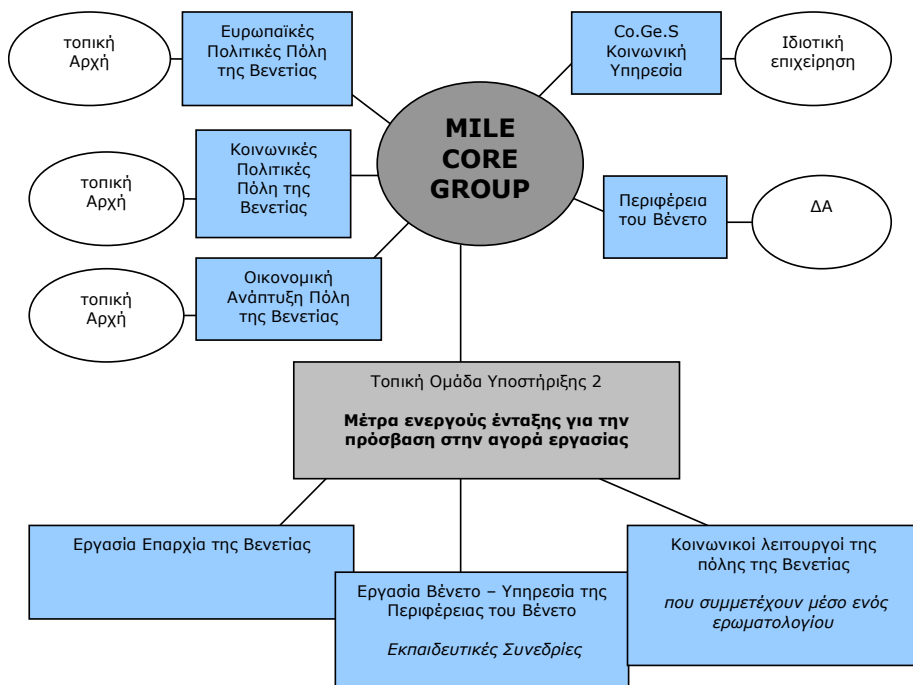 τοπική
Αρχή
Ευρωπαϊκές
Πολιτικές Πόλη
της Βενετίας
Co.Ge.S
Κοινωνική
Υπηρεσία
Ιδιοτική
επιχείρηση
MILE
CORE
GROUP
τοπική
Αρχή
Κοινωνικές
Πολιτικές
Πόλη της
Βενετίας
Περιφέρεια
του Βένετο
ΔΑ
τοπική
Αρχή
Οικονομική
Ανάπτυξη Πόλη
της Βενετίας
Τοπική Ομάδα Υποστήριξης 2
Μέτρα ενεργούς ένταξης για την
πρόσβαση στην αγορά εργασίας
Εργασία Επαρχία της Βενετίας
Εργασία Βένετο – Υπηρεσία της
Περιφέρειας του Βένετο
Εκπαιδευτικές Συνεδρίες
Κοινωνικοί λειτουργοί της
πόλης της Βενετίας
που συμμετέχουν μέσο ενός
ερωματολογίου